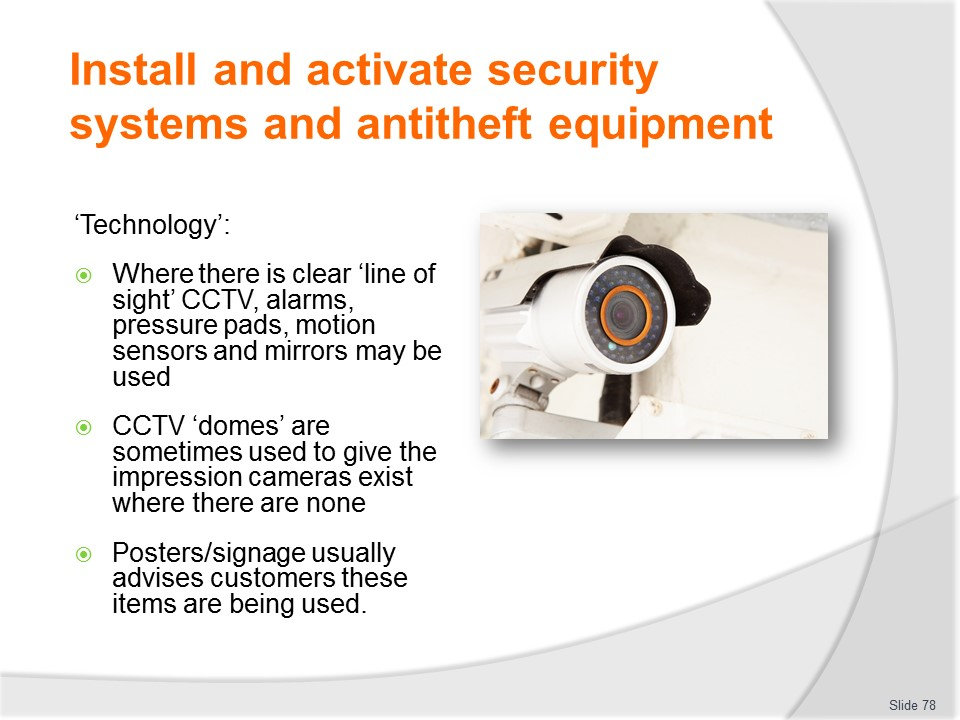 Install and activate security
systems and antitheft equipment
‘Technology’:
Where there is clear ‘line of
sight’ CCTV, alarms,
pressure pads, motion
sensors and mirrors may be
used
CCTV ‘domes’ are
sometimes used to give the
impression cameras exist
where there are none
Posters/signage usually
advises customers these
items are being used.
Slide 78